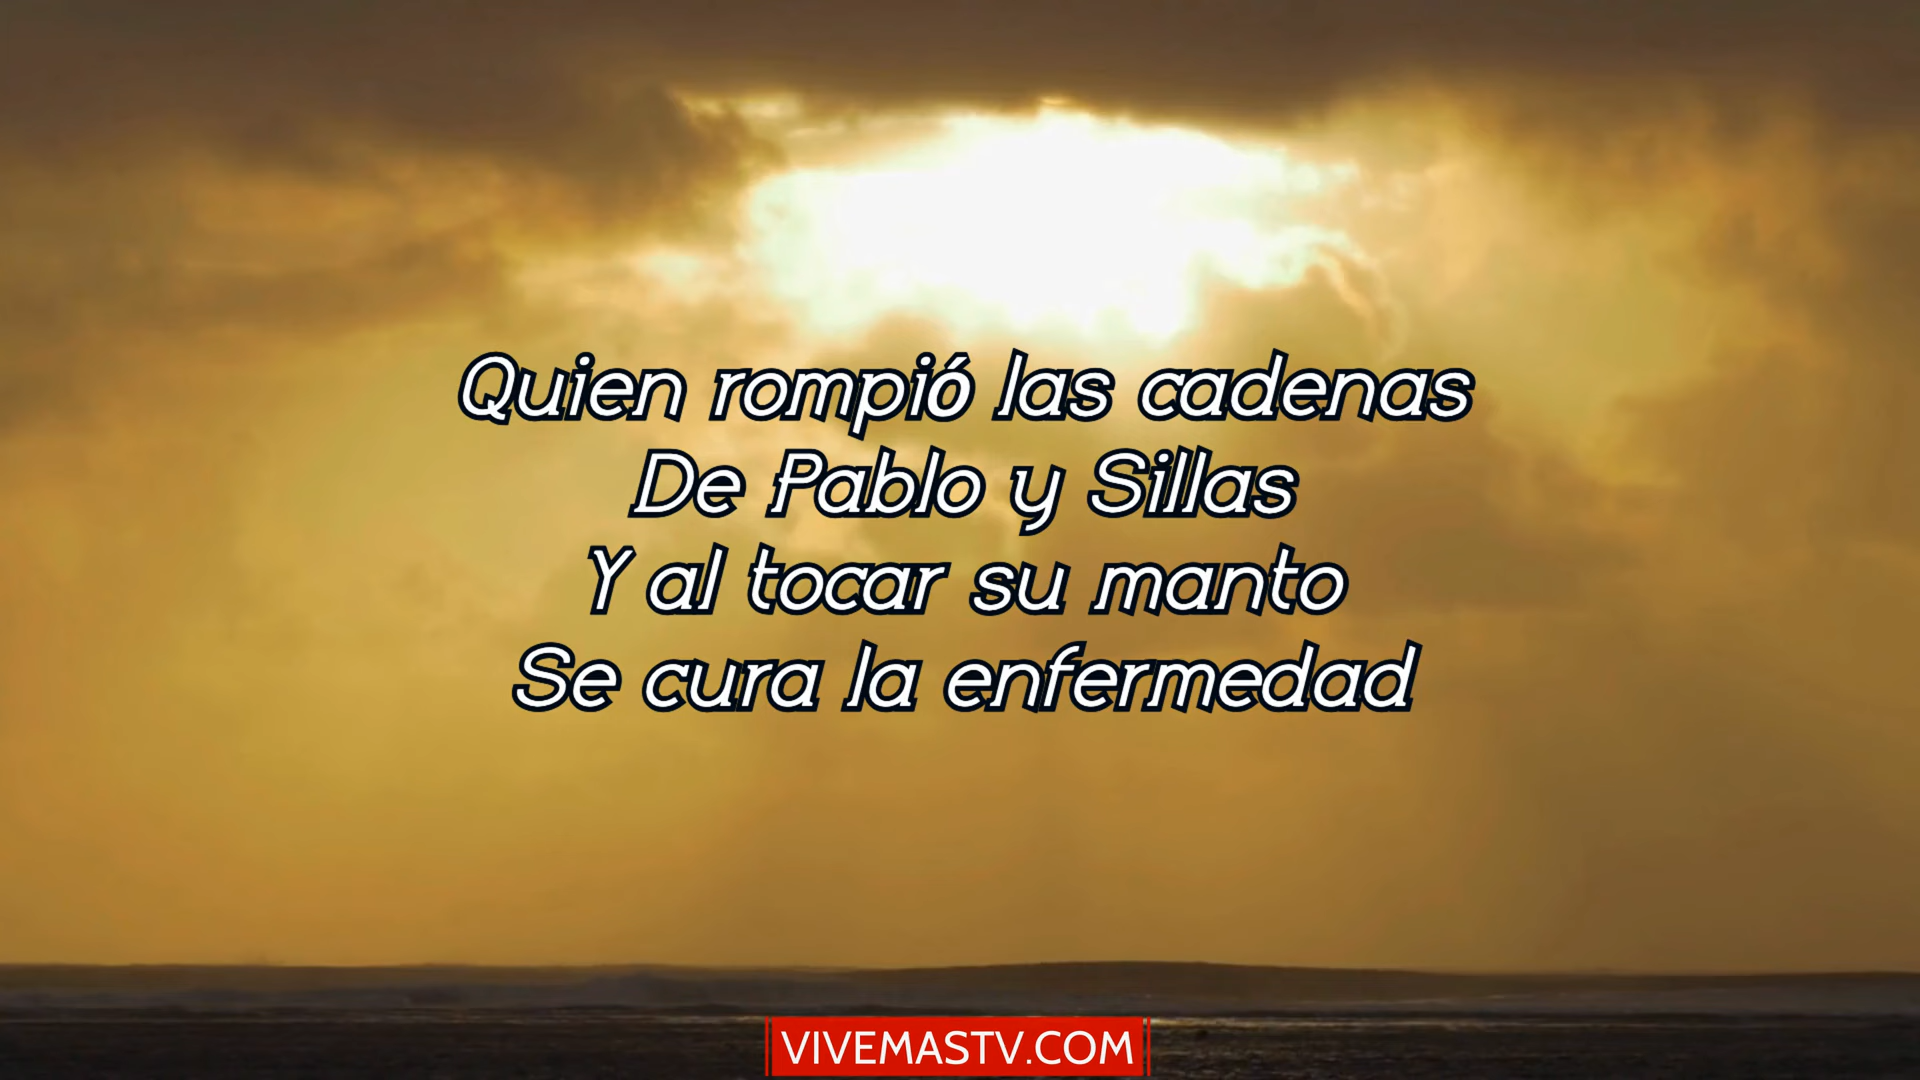 Quien rompió las cadenas
De Pablo y Sillas
Y al tocar su manto
Se cura la enfermedad
VIVEMASTV.COM